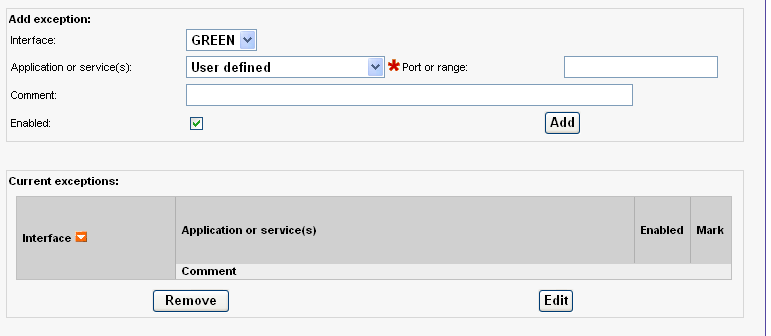 Add exception:
Interface: GREEN
Application or service(s): User defined * Port or range:
Comment:
Enabled: Add
Current exceptions:
Interface Application or service(s) Enabled Mark
Comment
Remove Edit